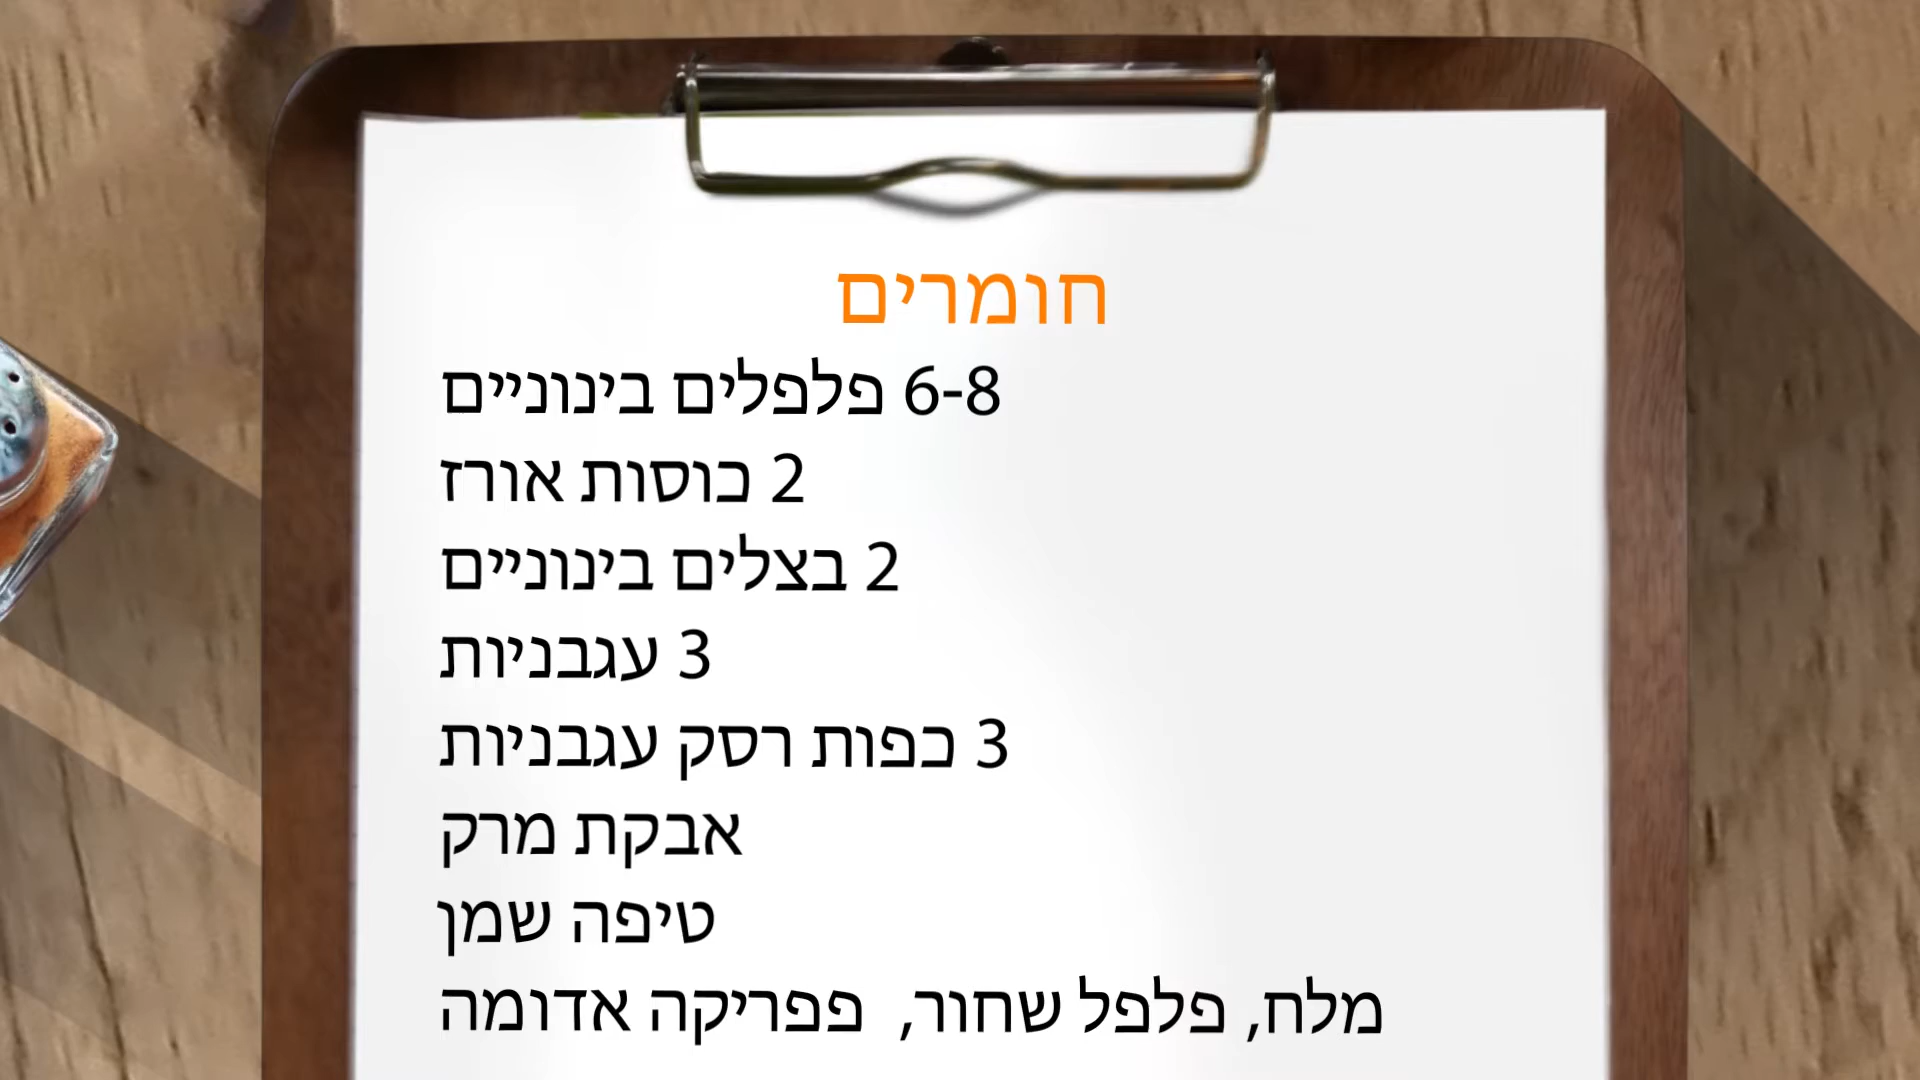 חומרים
6-8 פלפלים בינוניים
2 כוסות אורז
2 בצלים בינוניים
3 עגבניות
3 כפות רסק עגבניות
אבקת מרק
טיפה שמן
מלח, פלפל שחור,  פפריקה אדומה